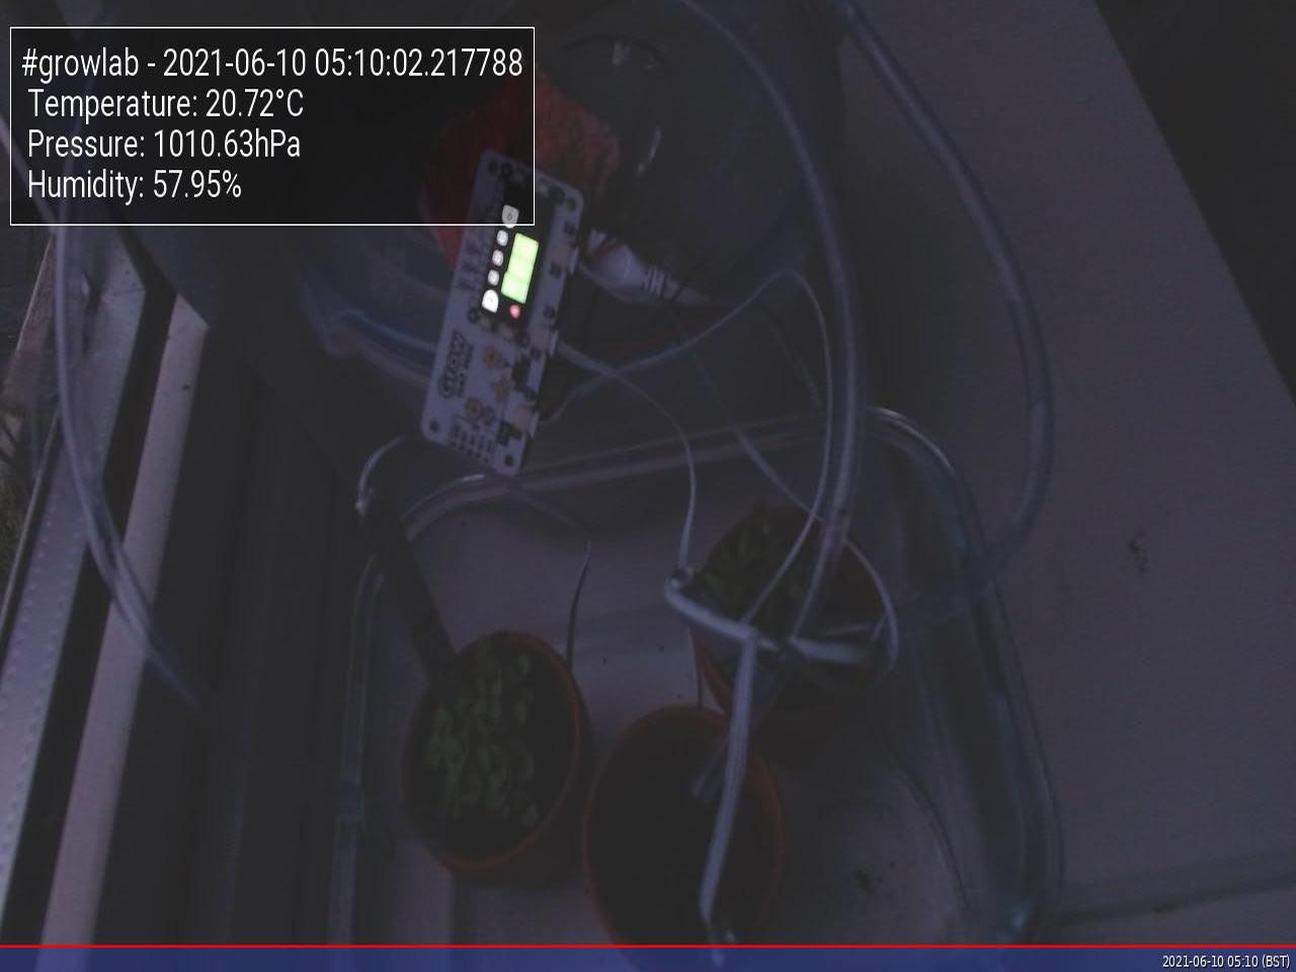 #growlab - 2021-06-10 05:10:02.217788
Temperature: 20.72°C
Pressure: 1010.63hPa
Humidity: 57.95%
GROW
2021-06-10 05:10 (BST)